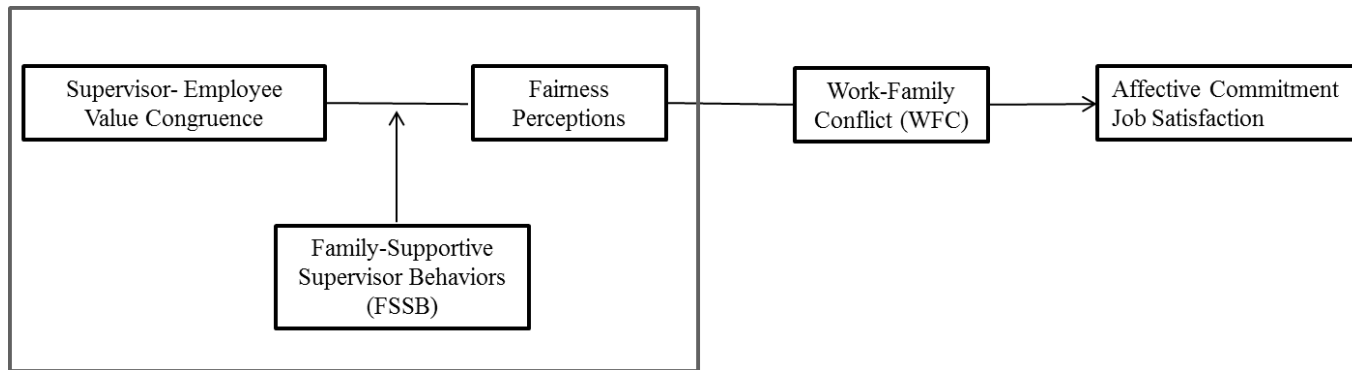 Supervisor- Employee
Value Congruence
Fairness
Perceptions
Work-Family
Conflict (WFC)
Affective Commitment
Job Satisfaction
Family-Supportive
Supervisor Behaviors
(FSSB)